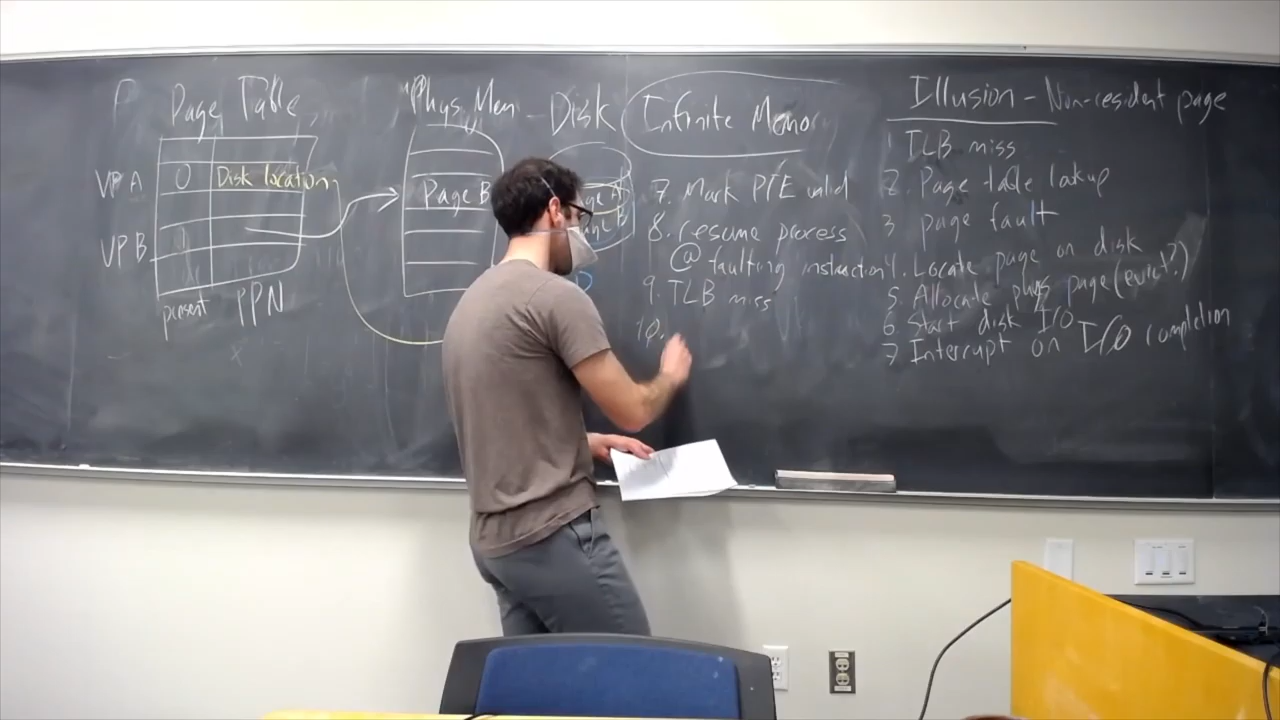 Page Table
VP A 0 Disk location
VP B
present PPN
Phys Mem - Disk
Page B
Page A
Page B
Infinite Memo
7. Mark PTE valid
8. resume process
@ faulting instruction
9. TLB miss
10.
Illusion - Non-resident page
1 TLB miss
2. Page table lookup
3 page fault
4. Locate page on disk
5. Allocate phys page (evict?)
6. Start disk I/O
7 Interrupt on I/O completion